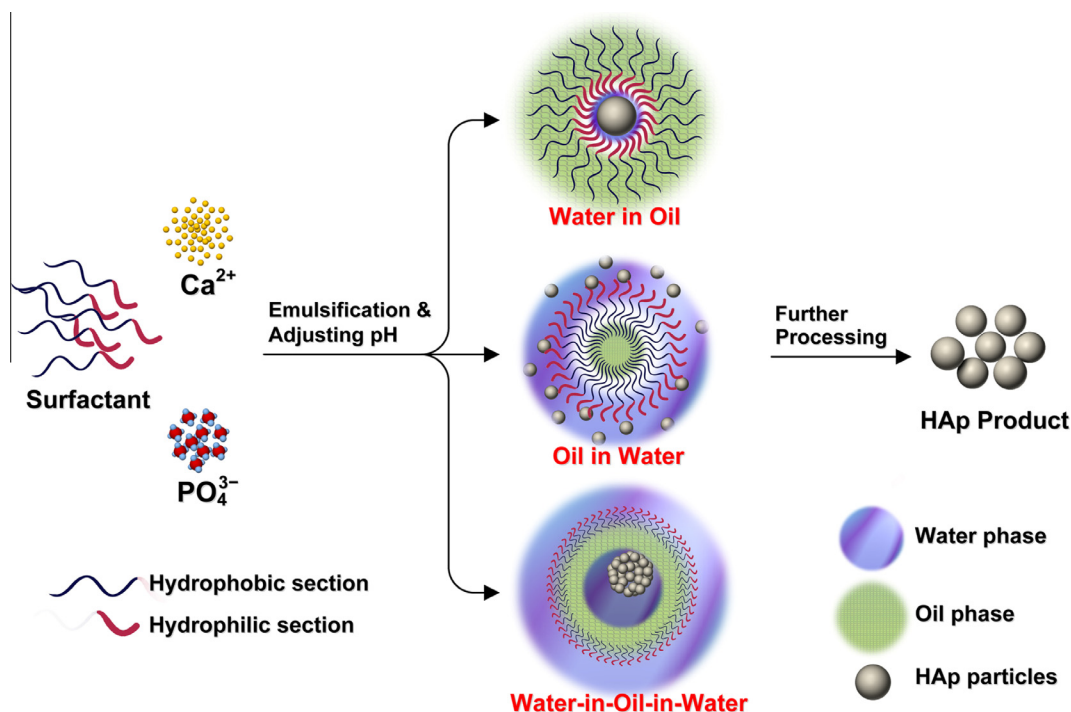 Water in Oil
Ca²⁺
Emulsification &
Adjusting pH
Further
Processing
Surfactant
Oil in Water
HAp Product
PO₄³⁻
Water phase
Hydrophobic section
Hydrophilic section
Oil phase
HAp particles
Water-in-Oil-in-Water